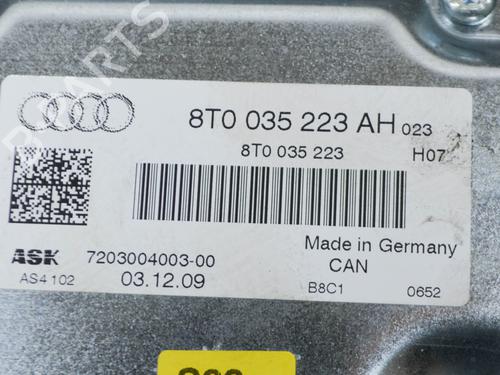 PARTS
8T0 035 223 AH 023
8T0 035 223 H07
ASK 7203004003-00 Made in Germany
AS4 102 03.12.09 CAN
B8C1 0652